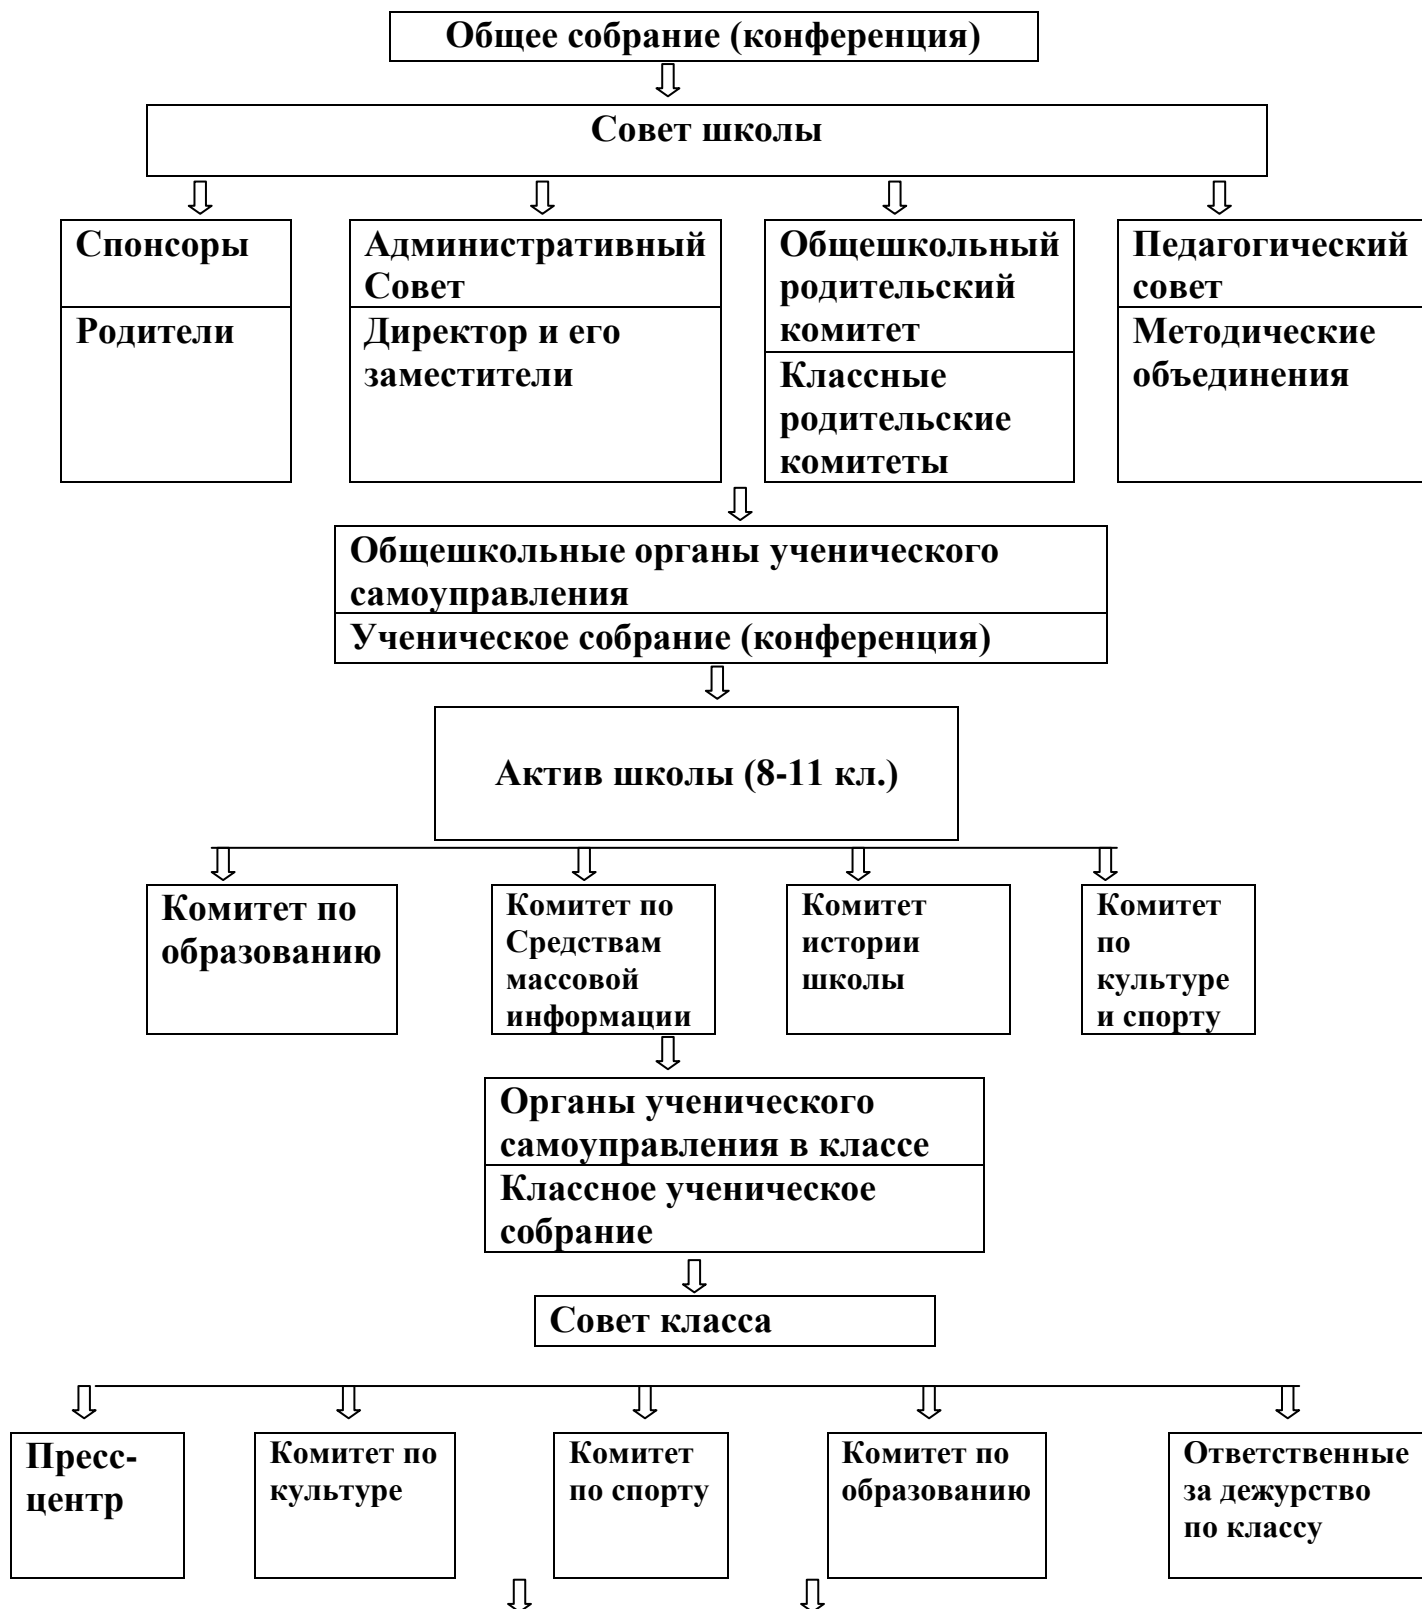 Общее собрание (конференция)
Совет школы
Спонсоры
Родители
Административный
Совет
Директор и его
заместители
Общешкольный
родительский
комитет
Классные
родительские
комитеты
Педагогический
совет
Методические
объединения
Общешкольные органы ученического
самоуправления
Ученическое собрание (конференция)
Актив школы (8-11 кл.)
Комитет по
образованию
Комитет по
Средствам
массовой
информации
Комитет
истории
школы
Комитет
по
культуре
и спорту
Органы ученического
самоуправления в классе
Классное ученическое
собрание
Совет класса
Пресс-
центр
Комитет по
культуре
Комитет
по спорту
Комитет по
образованию
Ответственные
за дежурство
по классу